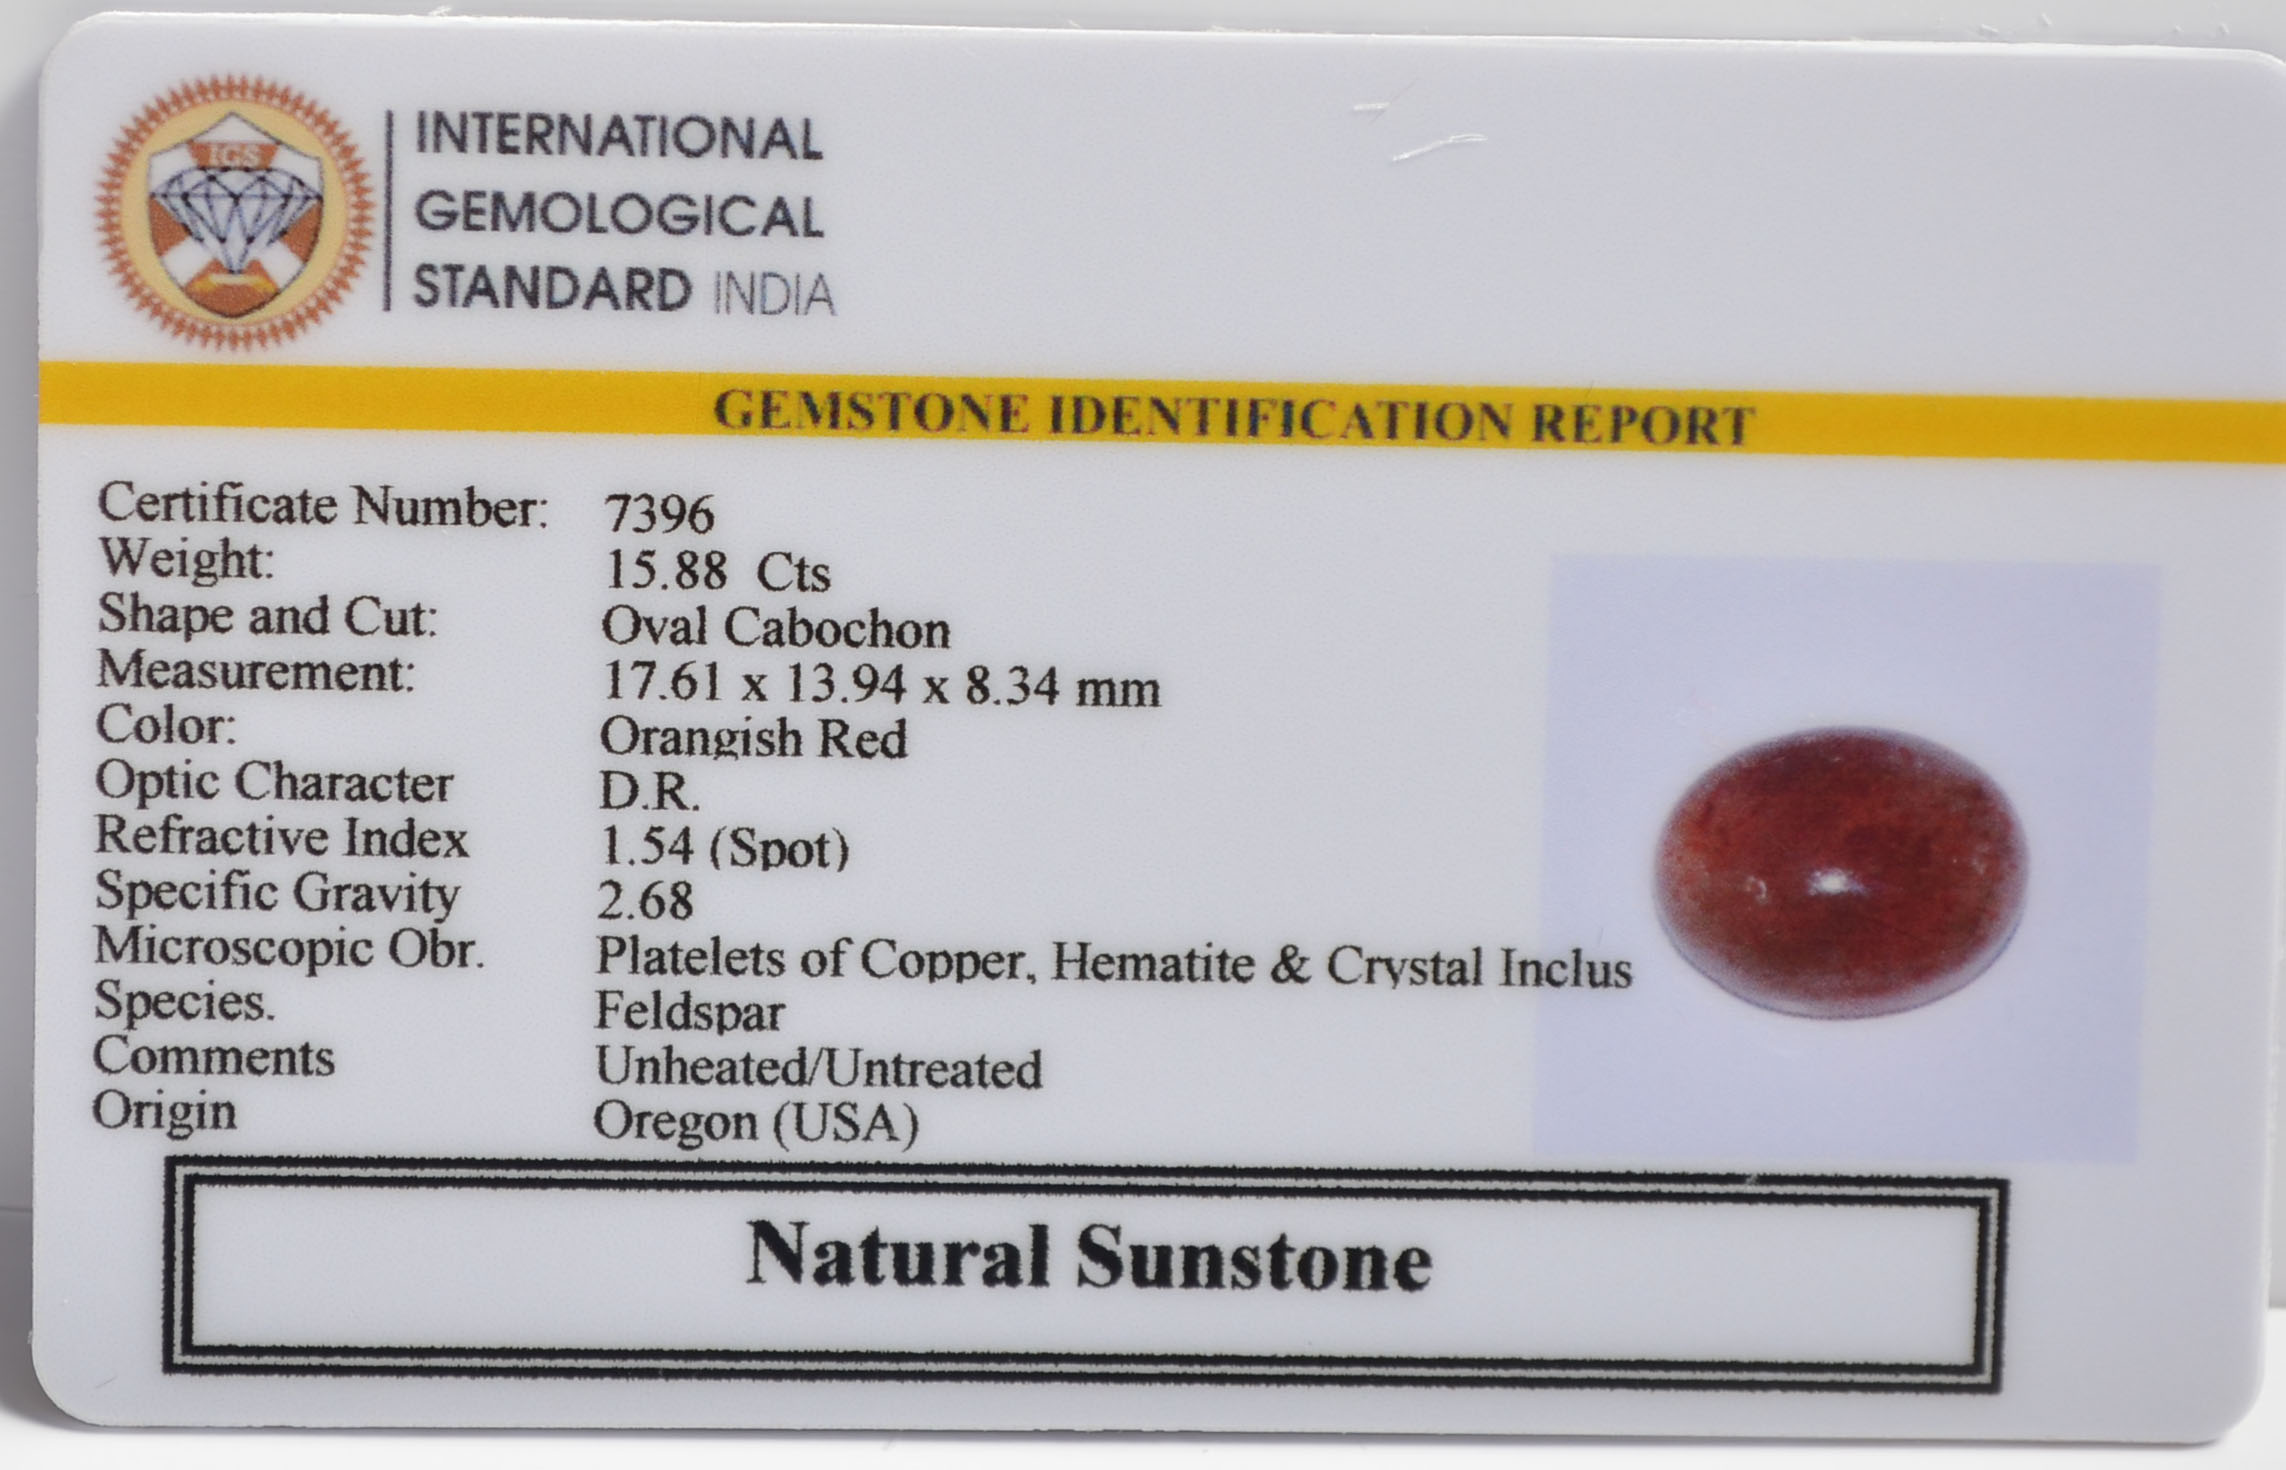 IGS
INTERNATIONAL
GEMOLOGICAL
STANDARD INDIA
GEMSTONE IDENTIFICATION REPORT
Certificate Number: 7396
Weight: 15.88 Cts
Shape and Cut: Oval Cabochon
Measurement: 17.61 x 13.94 x 8.34 mm
Color: Orangish Red
Optic Character D.R.
Refractive Index 1.54 (Spot)
Specific Gravity 2.68
Microscopic Obr. Platelets of Copper, Hematite & Crystal Inclus
Species. Feldspar
Comments Unheated/Untreated
Origin Oregon (USA)
Natural Sunstone